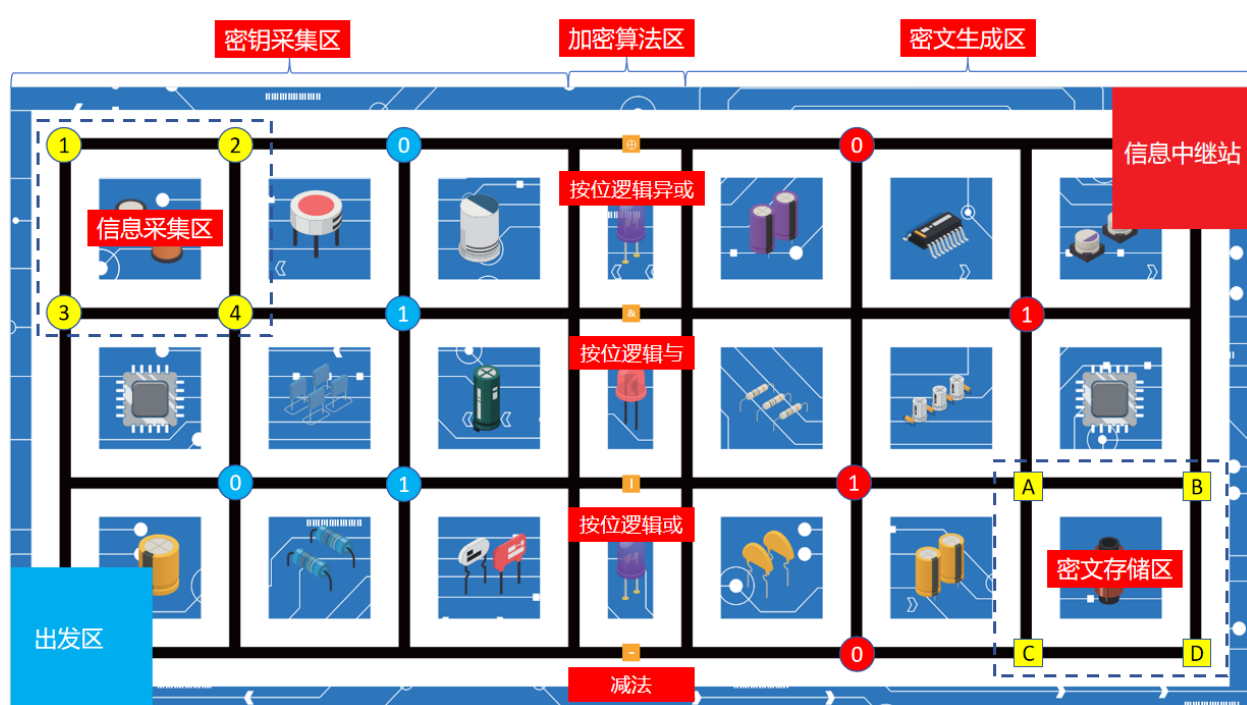 密钥采集区 加密算法区 密文生成区
1 2 0 ⊕ 0
信息中继站
按位逻辑异或
信息采集区
3 4 1 & 1
按位逻辑与
0 1 | 1 A B
按位逻辑或
密文存储区
出发区
- 0 C D
减法